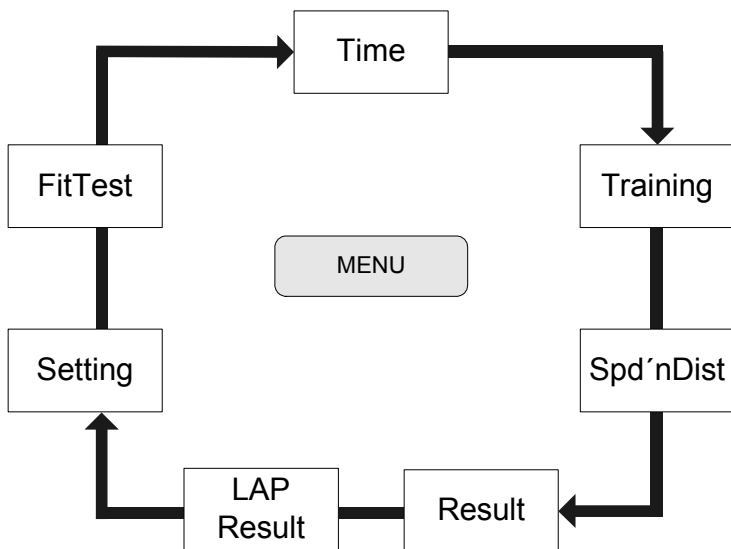 Time
Training
Spd´nDist
Result
LAP
Result
Setting
FitTest
MENU